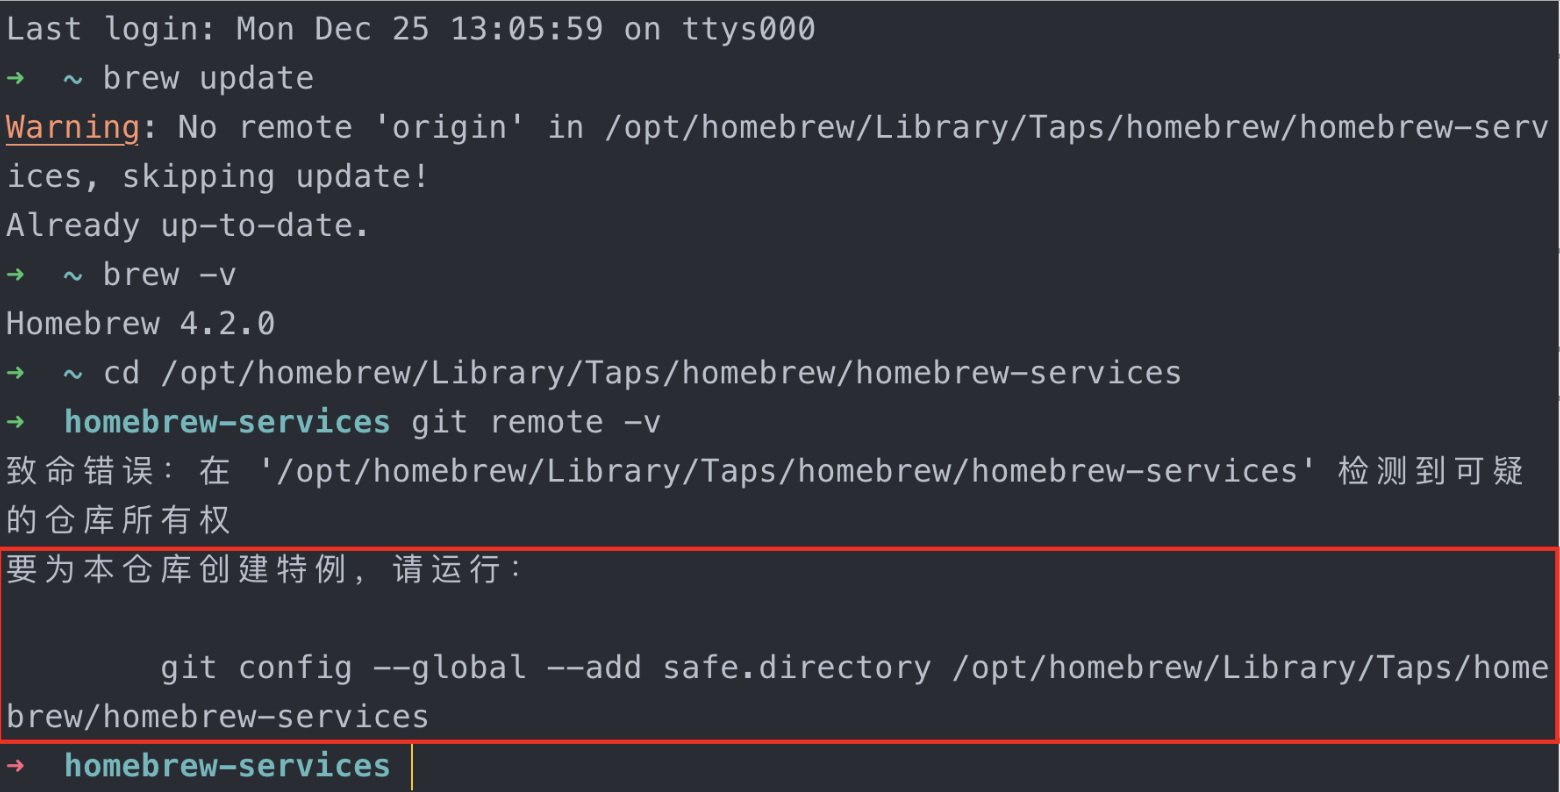 Last login: Mon Dec 25 13:05:59 on ttys000
➜  ~ brew update
Warning: No remote 'origin' in /opt/homebrew/Library/Taps/homebrew/homebrew-serv
ices, skipping update!
Already up-to-date.
➜  ~ brew -v
Homebrew 4.2.0
➜  ~ cd /opt/homebrew/Library/Taps/homebrew/homebrew-services
➜  homebrew-services git remote -v
致命错误：在 '/opt/homebrew/Library/Taps/homebrew/homebrew-services' 检测到可疑
的仓库所有权
要为本仓库创建特例，请运行：
git config --global --add safe.directory /opt/homebrew/Library/Taps/home
brew/homebrew-services
➜  homebrew-services